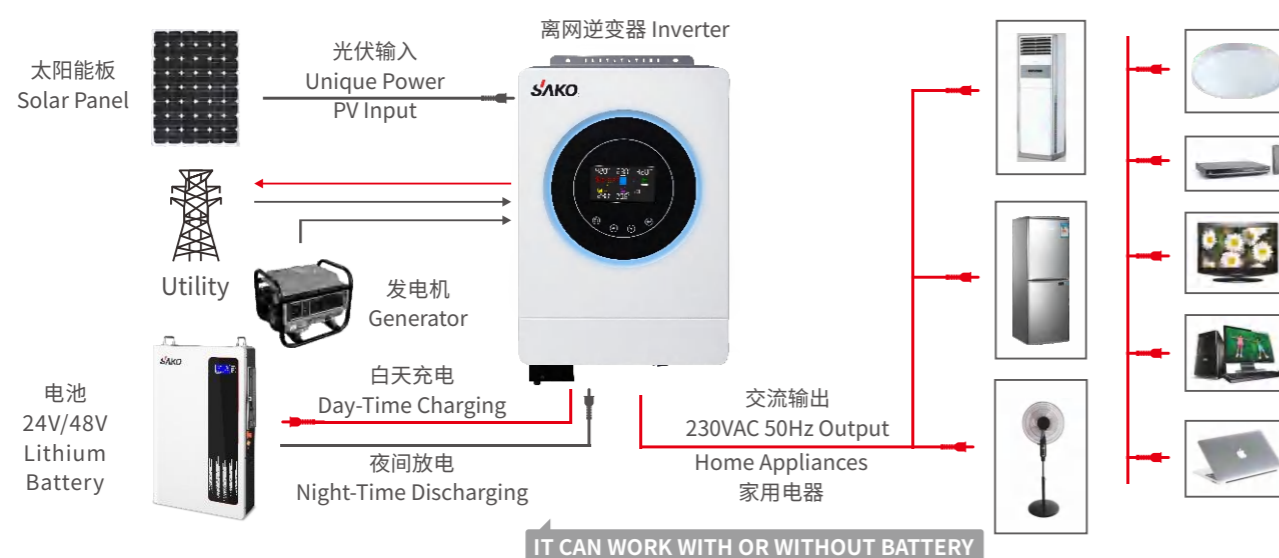 离网逆变器 Inverter
太阳能板
Solar Panel
光伏输入
Unique Power
PV Input
SAKO
Utility
发电机
Generator
SAKO
电池
24V/48V
Lithium
Battery
白天充电
Day-Time Charging
夜间放电
Night-Time Discharging
交流输出
230VAC 50Hz Output
Home Appliances
家用电器
IT CAN WORK WITH OR WITHOUT BATTERY